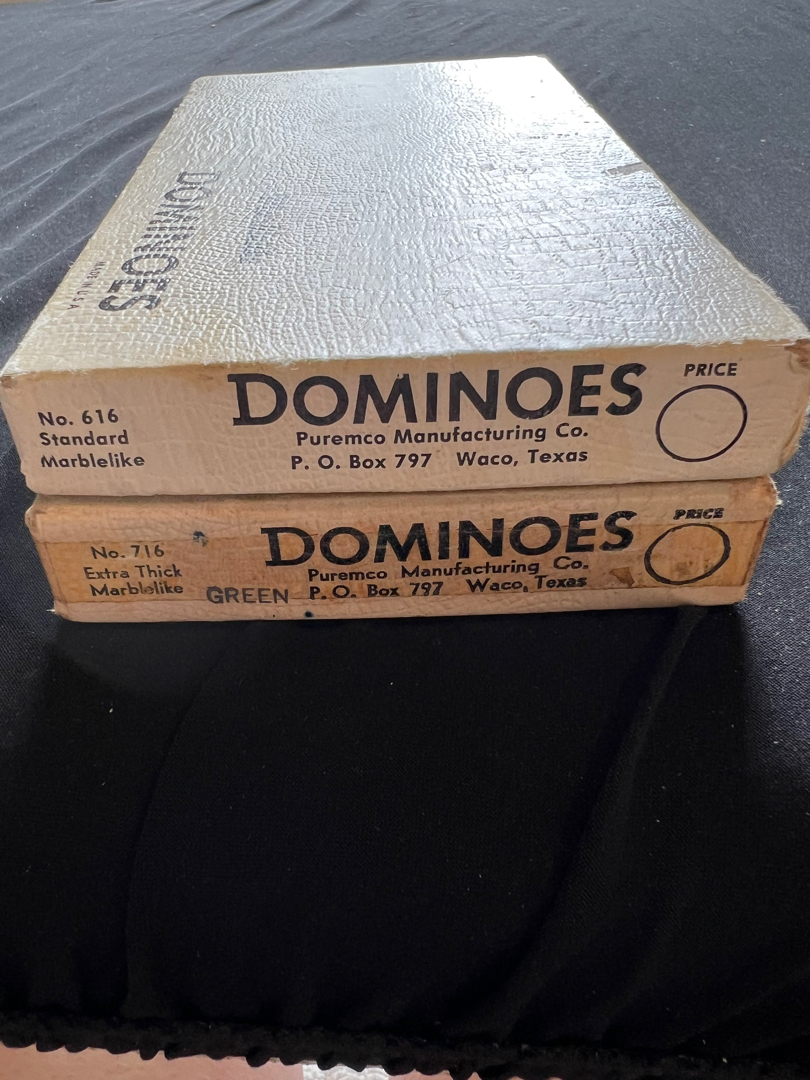 DOMINOES
MADE IN U S A
DOMINOES
PRICE
No. 616
Standard
Marblelike
Puremco Manufacturing Co.
P. O. Box 797 Waco, Texas
DOMINOES
PRICE
No. 716
Extra Thick
Marblelike
GREEN
Puremco Manufacturing Co.
P. O. Box 797 Waco, Texas